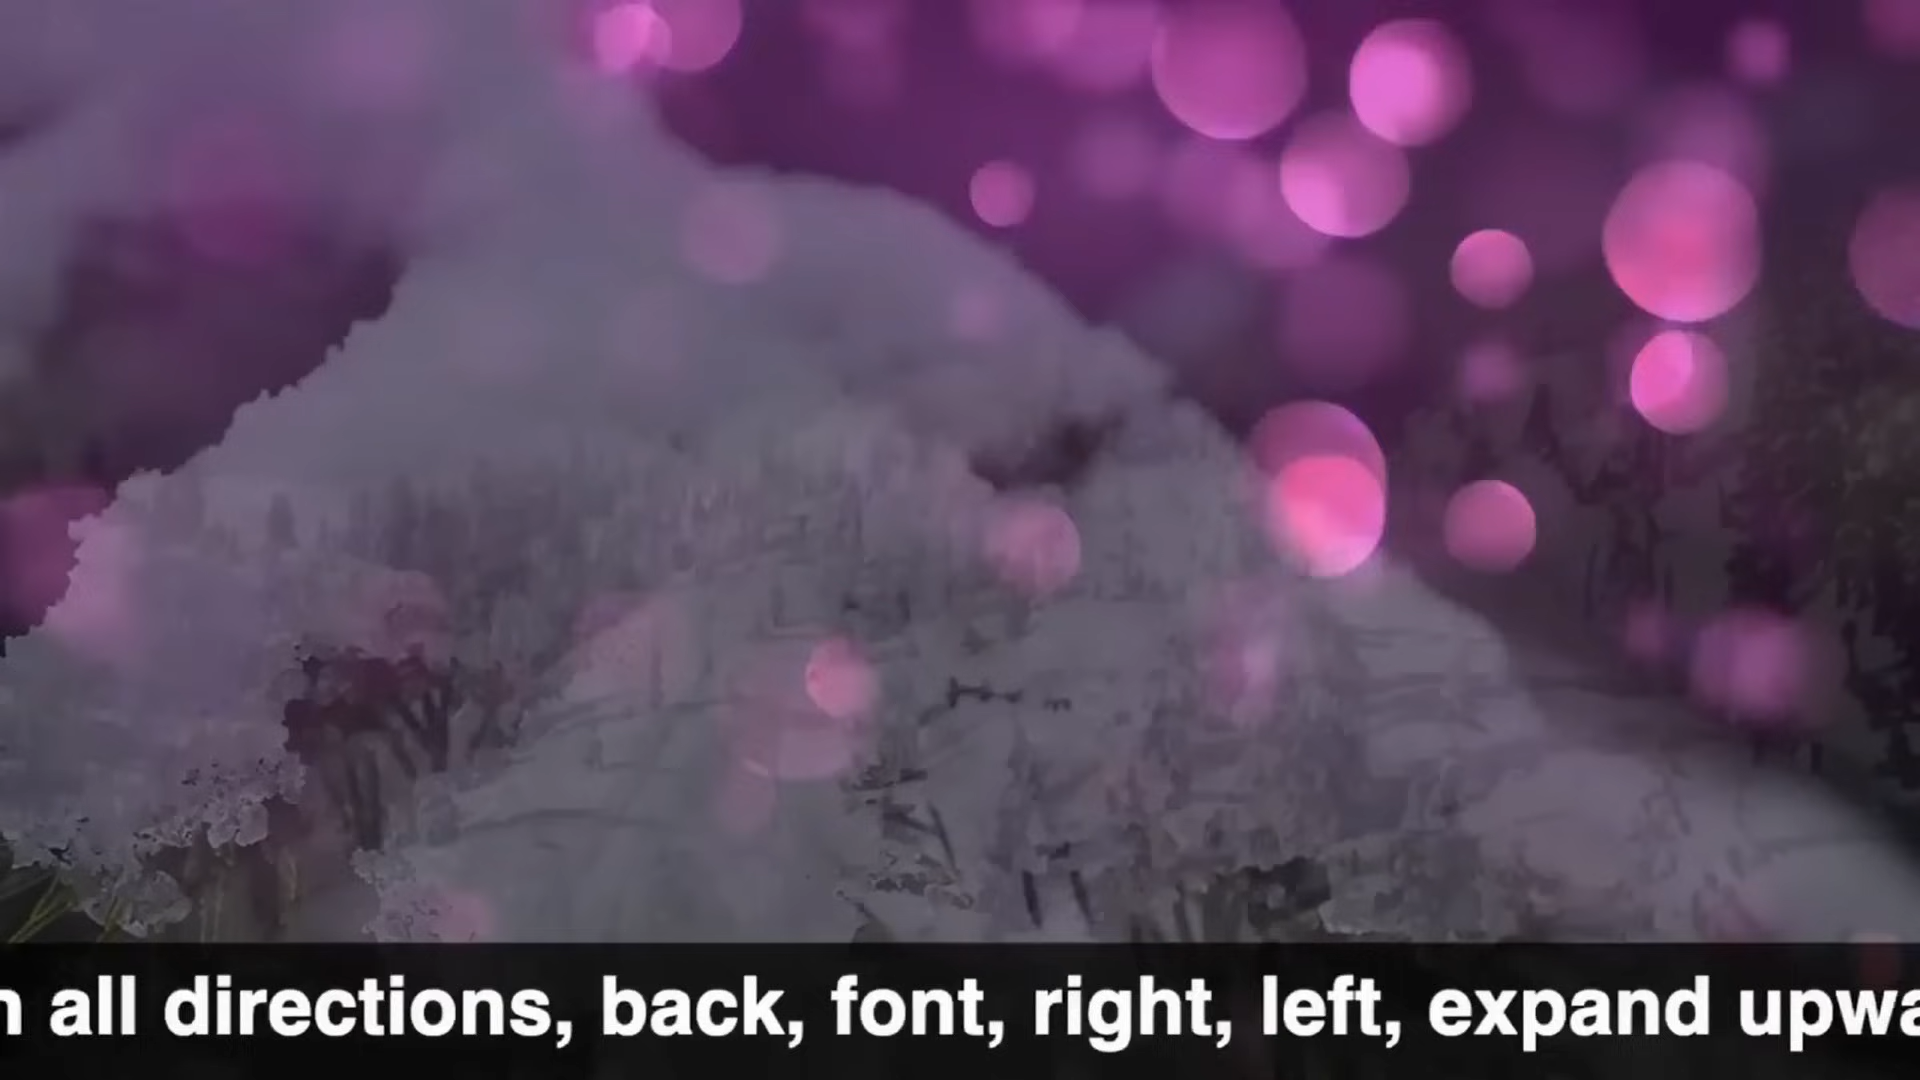 all directions, back, font, right, left, expand